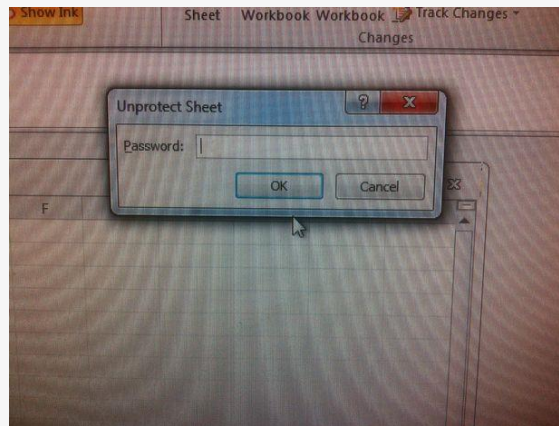 Show Ink
Sheet Workbook Workbook Track Changes
Changes
Unprotect Sheet
?
X
Password:
OK
Cancel
F